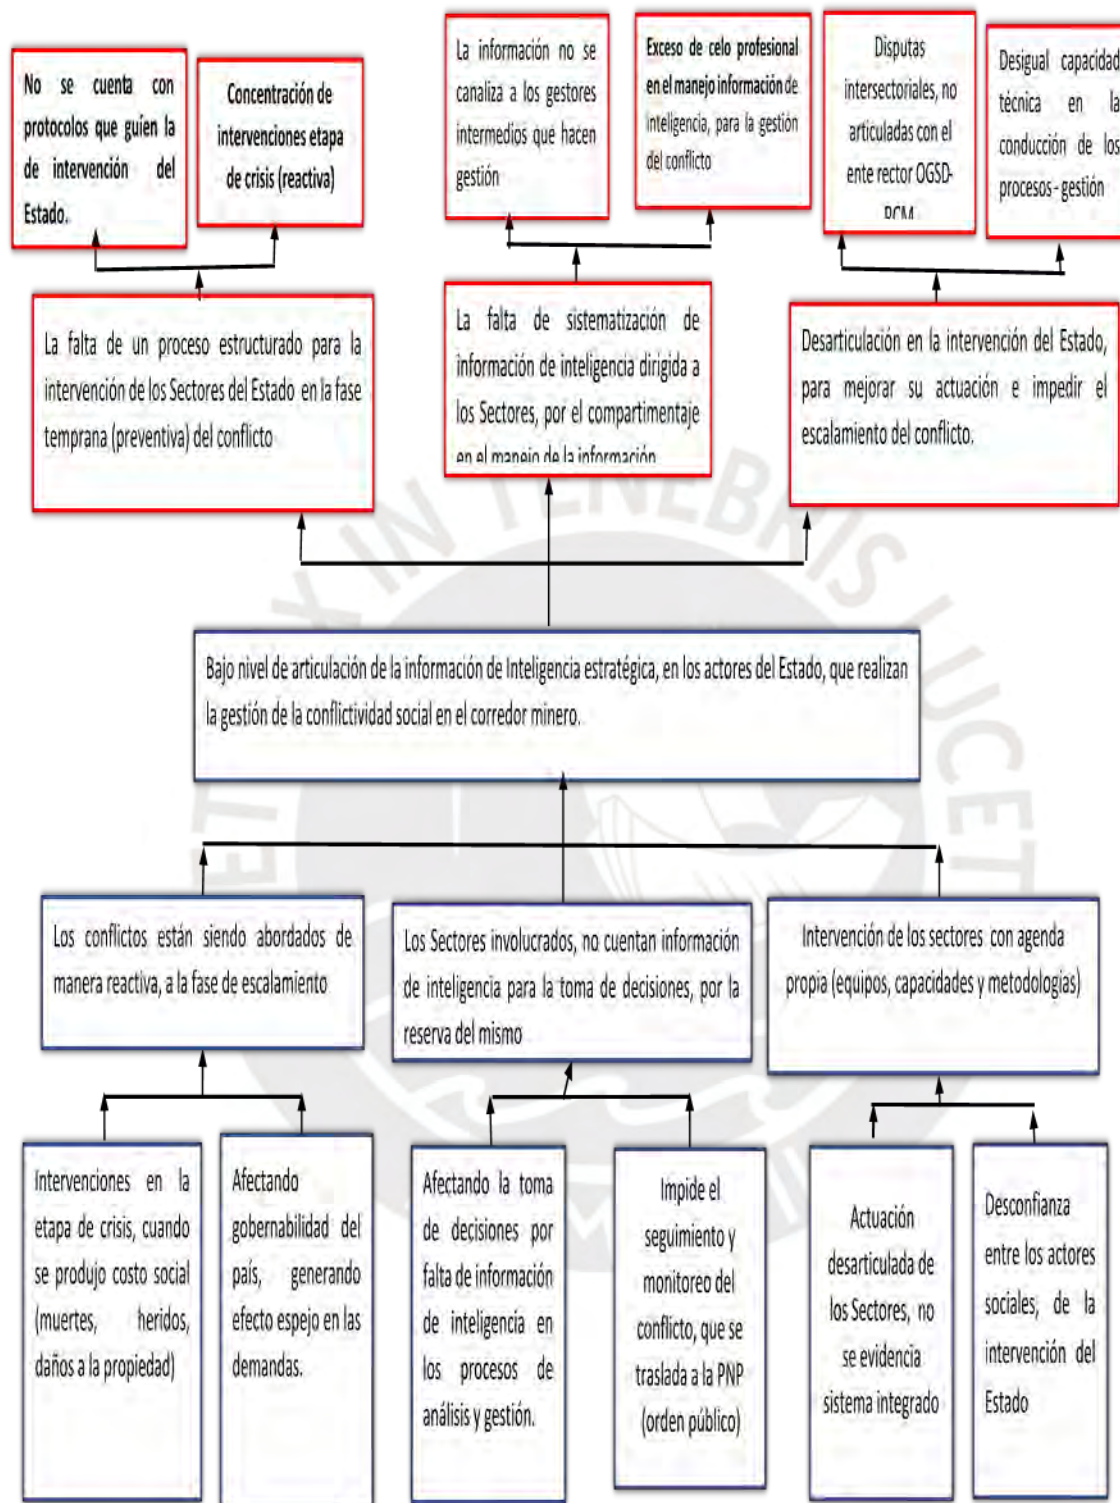 No se cuenta con
protocolos que guíen la
de intervención del
Estado.
Concentración de
intervenciones etapa
de crisis (reactiva)
La información no se
canaliza a los gestores
intermedios que hacen
gestión
Exceso de celo profesional
en el manejo información de
inteligencia, para la gestión
del conflicto
Disputas
intersectoriales, no
articuladas con el
ente rector OGSD-
PCM
Desigual capacidad
técnica en la
conducción de los
procesos - gestión
La falta de un proceso estructurado para la
intervención de los Sectores del Estado en la fase
temprana (preventiva) del conflicto
La falta de sistematización de
información de inteligencia dirigida a
los Sectores, por el compartimentaje
en el manejo de la información
Desarticulación en la intervención del Estado,
para mejorar su actuación e impedir el
escalamiento del conflicto.
Bajo nivel de articulación de la información de Inteligencia estratégica, en los actores del Estado, que realizan
la gestión de la conflictividad social en el corredor minero.
Los conflictos están siendo abordados de
manera reactiva, a la fase de escalamiento
Los Sectores involucrados, no cuentan información
de inteligencia para la toma de decisiones, por la
reserva del mismo
Intervención de los sectores con agenda
propia (equipos, capacidades y metodologías)
Intervenciones en la
etapa de crisis, cuando
se produjo costo social
(muertes, heridos,
daños a la propiedad)
Afectando
gobernabilidad del
país, generando
efecto espejo en las
demandas.
Afectando la toma
de decisiones por
falta de información
de inteligencia en
los procesos de
análisis y gestión.
Impide el
seguimiento y
monitoreo del
conflicto, que se
traslada a la PNP
(orden público)
Actuación
desarticulada de
los Sectores, no
se evidencia
sistema integrado
Desconfianza
entre los actores
sociales, de la
intervención del
Estado
ET X IN TENEBRIS LUCET